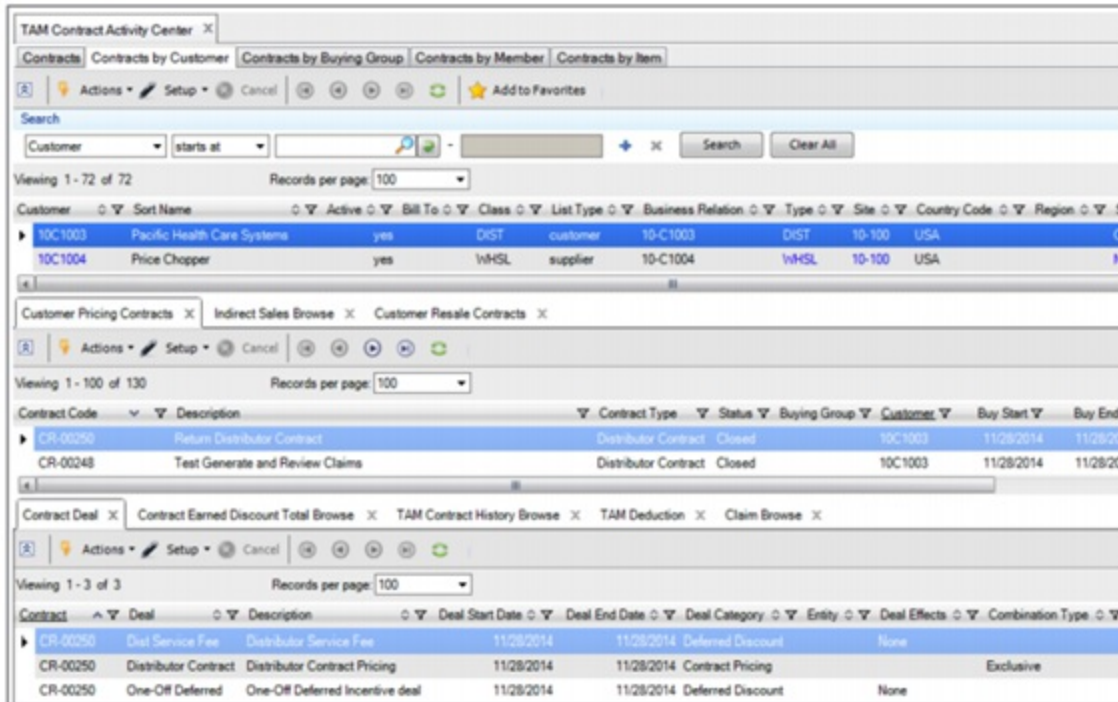 TAM Contract Activity Center X
Contracts Contracts by Customer Contracts by Buying Group Contracts by Member Contracts by Item
Actions Setup Cancel Add to Favorites
Search
Customer starts at - Search Clear All
Viewing 1 - 72 of 72 Records per page: 100
Customer Sort Name Active Bill To Class List Type Business Relation Type Site Country Code Region
10C1003 Pacific Health Care Systems yes DIST customer 10-C1003 DIST 10-100 USA
10C1004 Price Chopper yes WHSL supplier 10-C1004 WHSL 10-100 USA
Customer Pricing Contracts X Indirect Sales Browse X Customer Resale Contracts X
Actions Setup Cancel
Viewing 1 - 100 of 130 Records per page: 100
Contract Code Description Contract Type Status Buying Group Customer Buy Start Buy End
CR-00250 Return Distributor Contract Distributor Contract Closed 10C1003 11/28/2014 11/28/20
CR-00248 Test Generate and Review Claims Distributor Contract Closed 10C1003 11/28/2014 11/28/20
Contract Deal X Contract Earned Discount Total Browse X TAM Contract History Browse X TAM Deduction X Claim Browse X
Actions Setup Cancel
Viewing 1 - 3 of 3 Records per page: 100
Contract Deal Description Deal Start Date Deal End Date Deal Category Entity Deal Effects Combination Type
CR-00250 Dist Service Fee Distributor Service Fee 11/28/2014 11/28/2014 Deferred Discount None
CR-00250 Distributor Contract Distributor Contract Pricing 11/28/2014 11/28/2014 Contract Pricing Exclusive
CR-00250 One-Off Deferred One-Off Deferred Incentive deal 11/28/2014 11/28/2014 Deferred Discount None